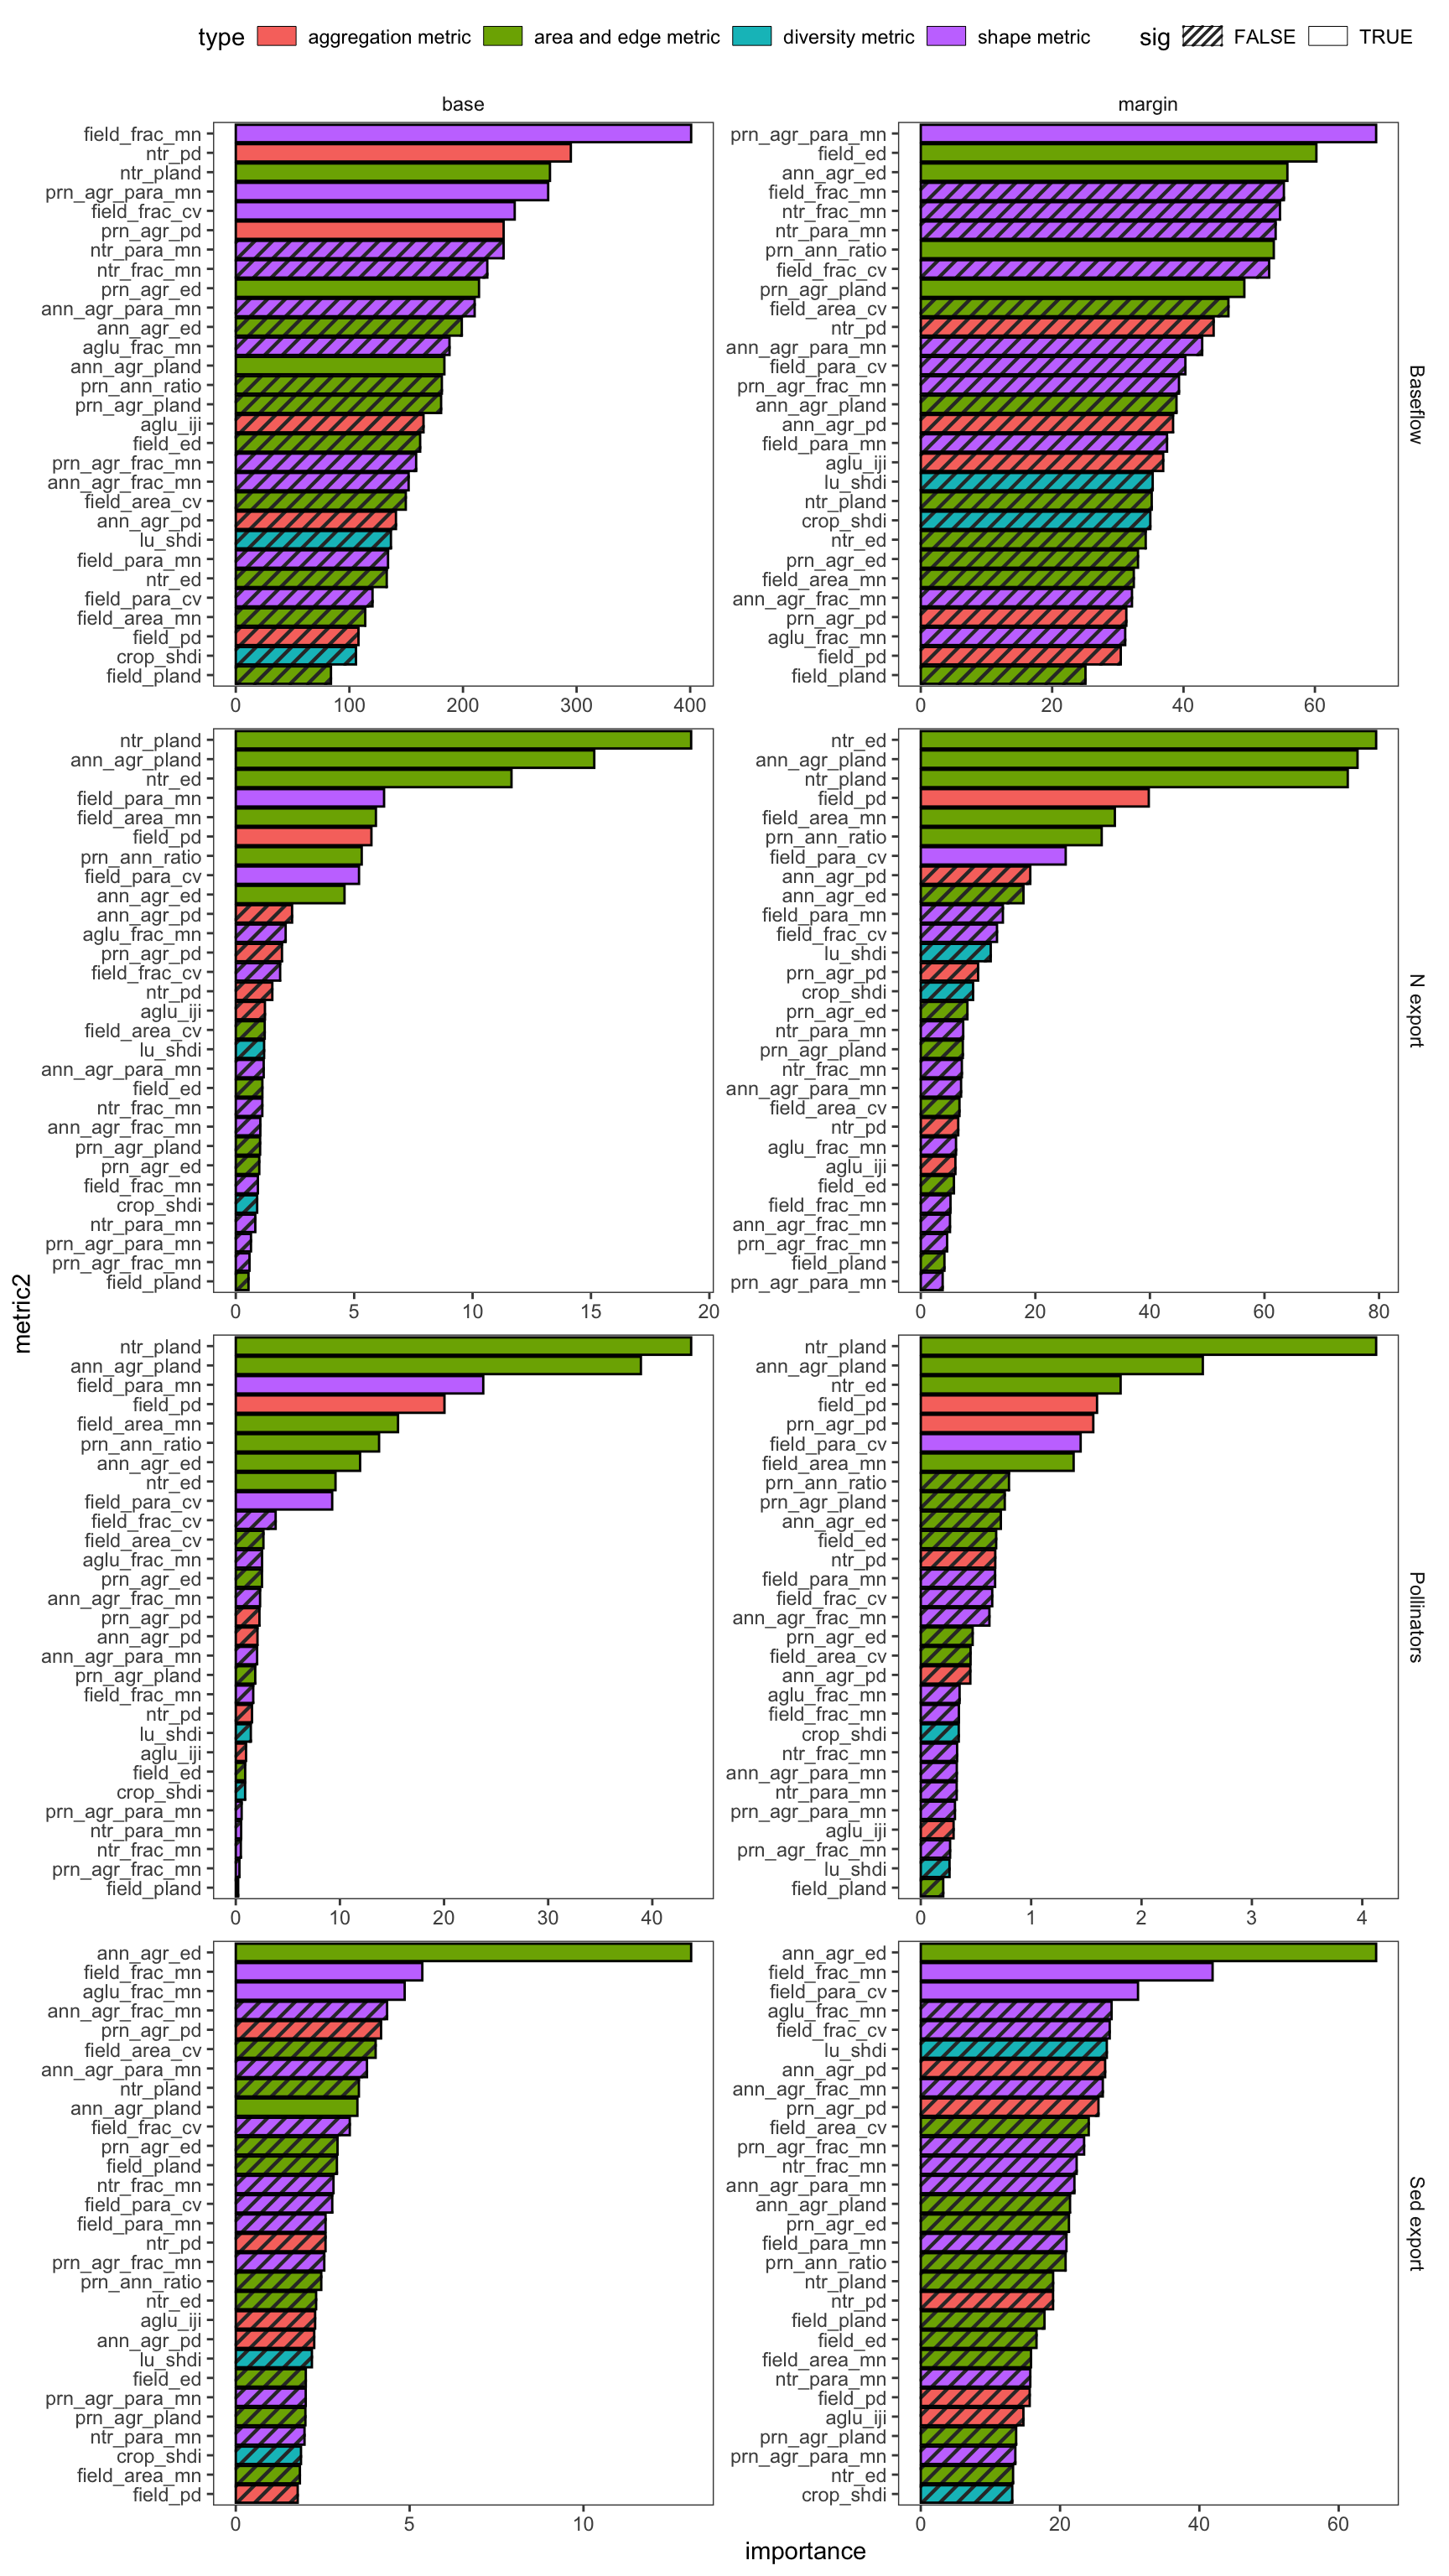 type aggregation metric area and edge metric diversity metric shape metric sig FALSE TRUE
base
margin
field_frac_mn
ntr_pd
ntr_pland
prn_agr_para_mn
field_frac_cv
prn_agr_pd
ntr_para_mn
ntr_frac_mn
prn_agr_ed
ann_agr_para_mn
ann_agr_ed
aglu_frac_mn
ann_agr_pland
prn_ann_ratio
prn_agr_pland
aglu_iji
field_ed
prn_agr_frac_mn
ann_agr_frac_mn
field_area_cv
ann_agr_pd
lu_shdi
field_para_mn
ntr_ed
field_para_cv
field_area_mn
field_pd
crop_shdi
field_pland
0 100 200 300 400
prn_agr_para_mn
field_ed
ann_agr_ed
field_frac_mn
ntr_frac_mn
ntr_para_mn
prn_ann_ratio
field_frac_cv
prn_agr_pland
field_area_cv
ntr_pd
ann_agr_para_mn
field_para_cv
prn_agr_frac_mn
ann_agr_pland
ann_agr_pd
field_para_mn
aglu_iji
lu_shdi
ntr_pland
crop_shdi
ntr_ed
prn_agr_ed
field_area_mn
ann_agr_frac_mn
prn_agr_pd
aglu_frac_mn
field_pd
field_pland
0 20 40 60
Baseflow
ntr_pland
ann_agr_pland
ntr_ed
field_para_mn
field_area_mn
field_pd
prn_ann_ratio
field_para_cv
ann_agr_ed
ann_agr_pd
aglu_frac_mn
prn_agr_pd
field_frac_cv
ntr_pd
aglu_iji
field_area_cv
lu_shdi
ann_agr_para_mn
field_ed
ntr_frac_mn
ann_agr_frac_mn
prn_agr_pland
prn_agr_ed
field_frac_mn
crop_shdi
ntr_para_mn
prn_agr_para_mn
prn_agr_frac_mn
field_pland
0 5 10 15 20
ntr_ed
ann_agr_pland
ntr_pland
field_pd
field_area_mn
prn_ann_ratio
field_para_cv
ann_agr_pd
ann_agr_ed
field_para_mn
field_frac_cv
lu_shdi
prn_agr_pd
crop_shdi
prn_agr_ed
ntr_para_mn
prn_agr_pland
ntr_frac_mn
ann_agr_para_mn
field_area_cv
ntr_pd
aglu_frac_mn
aglu_iji
field_ed
field_frac_mn
ann_agr_frac_mn
prn_agr_frac_mn
field_pland
prn_agr_para_mn
0 20 40 60 80
N export
metric2
ntr_pland
ann_agr_pland
field_para_mn
field_pd
field_area_mn
prn_ann_ratio
ann_agr_ed
ntr_ed
field_para_cv
field_frac_cv
field_area_cv
aglu_frac_mn
prn_agr_ed
ann_agr_frac_mn
prn_agr_pd
ann_agr_pd
ann_agr_para_mn
prn_agr_pland
field_frac_mn
ntr_pd
lu_shdi
aglu_iji
field_ed
crop_shdi
prn_agr_para_mn
ntr_para_mn
ntr_frac_mn
prn_agr_frac_mn
field_pland
0 10 20 30 40
ntr_pland
ann_agr_pland
ntr_ed
field_pd
prn_agr_pd
field_para_cv
field_area_mn
prn_ann_ratio
prn_agr_pland
ann_agr_ed
field_ed
ntr_pd
field_para_mn
field_frac_cv
ann_agr_frac_mn
prn_agr_ed
field_area_cv
ann_agr_pd
aglu_frac_mn
field_frac_mn
crop_shdi
ntr_frac_mn
ann_agr_para_mn
ntr_para_mn
prn_agr_para_mn
aglu_iji
prn_agr_frac_mn
lu_shdi
field_pland
0 1 2 3 4
Pollinators
ann_agr_ed
field_frac_mn
aglu_frac_mn
ann_agr_frac_mn
prn_agr_pd
field_area_cv
ann_agr_para_mn
ntr_pland
ann_agr_pland
field_frac_cv
prn_agr_ed
field_pland
ntr_frac_mn
field_para_cv
field_para_mn
ntr_pd
prn_agr_frac_mn
prn_ann_ratio
ntr_ed
aglu_iji
ann_agr_pd
lu_shdi
field_ed
prn_agr_para_mn
prn_agr_pland
ntr_para_mn
crop_shdi
field_area_mn
field_pd
0 5 10
ann_agr_ed
field_frac_mn
field_para_cv
aglu_frac_mn
field_frac_cv
lu_shdi
ann_agr_pd
ann_agr_frac_mn
prn_agr_pd
field_area_cv
prn_agr_frac_mn
ntr_frac_mn
ann_agr_para_mn
ann_agr_pland
prn_agr_ed
field_para_mn
prn_ann_ratio
ntr_pland
ntr_pd
field_pland
field_ed
field_area_mn
ntr_para_mn
field_pd
aglu_iji
prn_agr_pland
prn_agr_para_mn
ntr_ed
crop_shdi
0 20 40 60
Sed export
importance